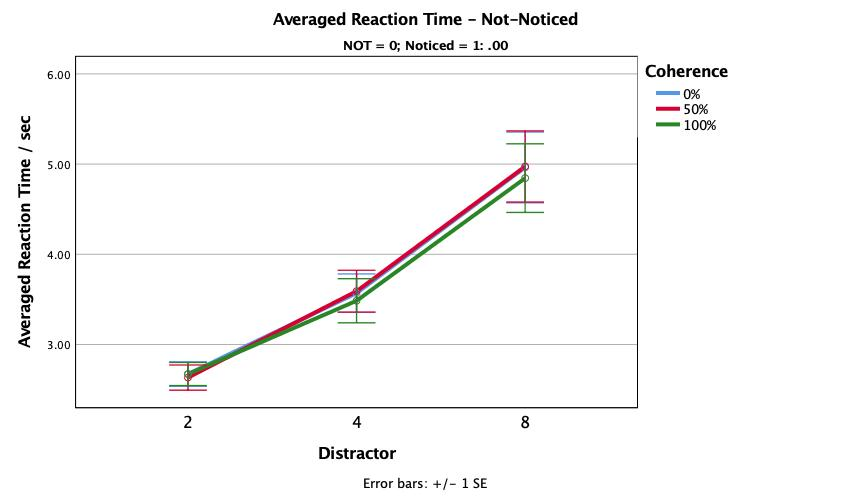 Averaged Reaction Time – Not-Noticed
NOT = 0; Noticed = 1: .00
Averaged Reaction Time / sec
6.00
5.00
4.00
3.00
2
4
8
Distractor
Error bars: +/- 1 SE
Coherence
0%
50%
100%